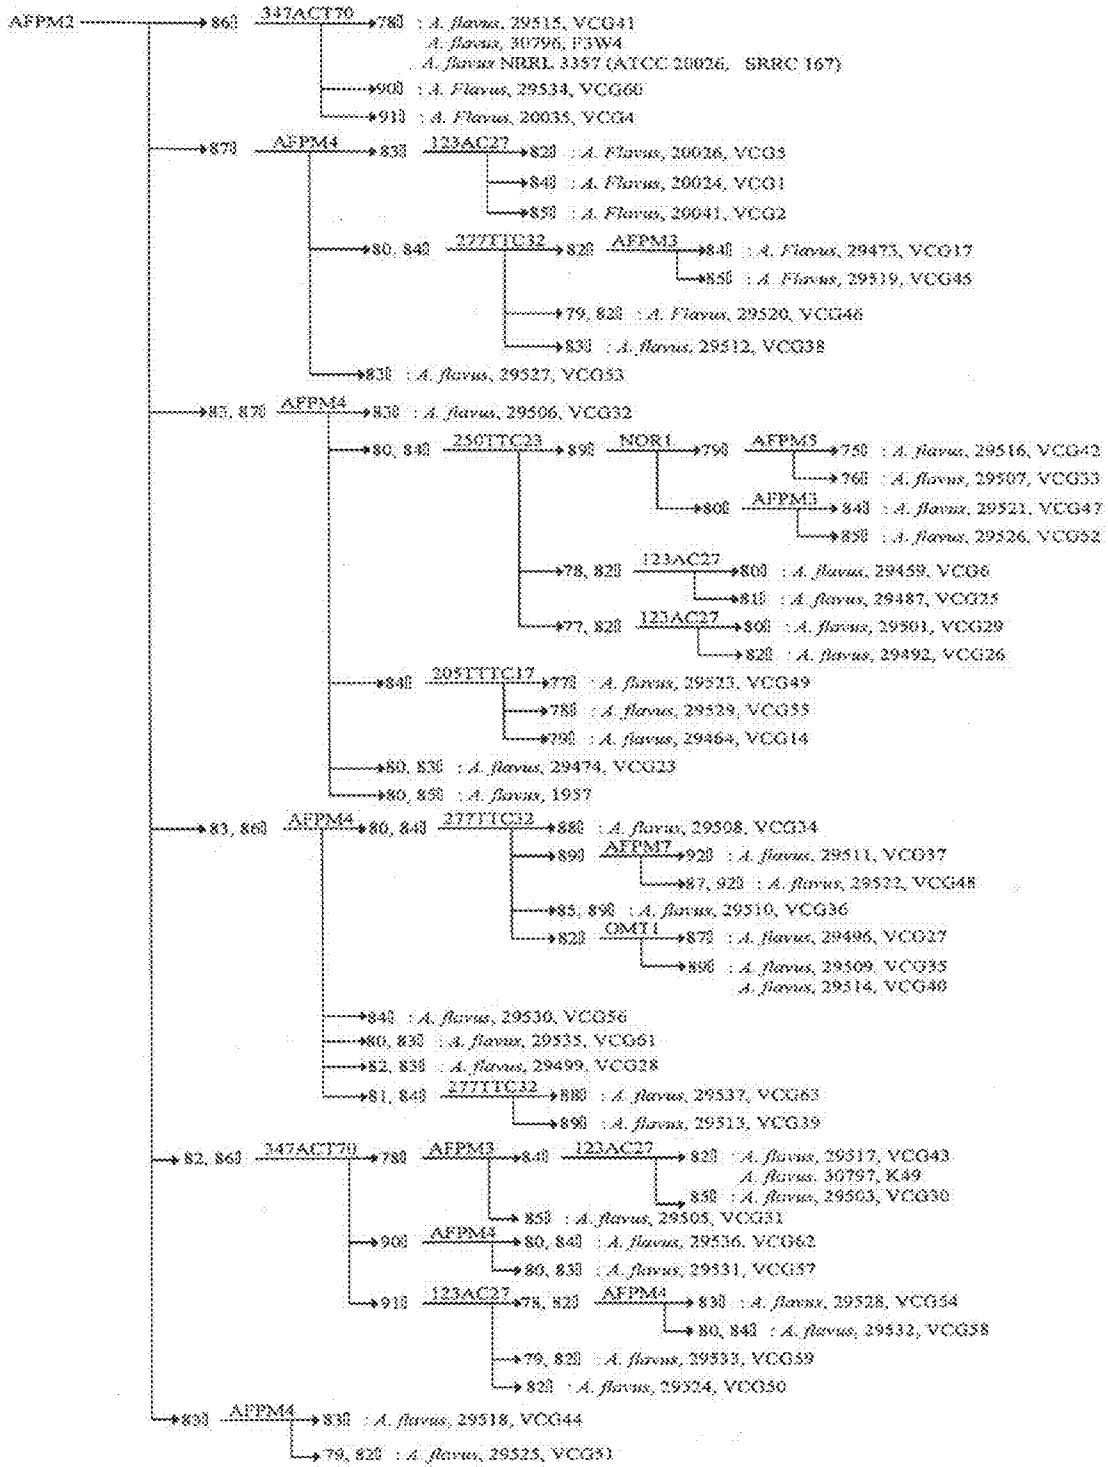 AFPM2 86 347ACT70 78 : A. flavus, 29515, VCG41
A. flavus, 30796, F3W4
A. flavus NRRL 3357 (ATCC 20026, SRRC 167)
90 : A. Flavus, 29534, VCG60
91 : A. Flavus, 20035, VCG4
87 AFPM4 83 123AC27 82 : A. Flavus, 20026, VCG5
84 : A. Flavus, 20024, VCG1
85 : A. Flavus, 20041, VCG2
80, 84 277TTC32 82 AFPM3 84 : A. Flavus, 29473, VCG17
85 : A. Flavus, 29519, VCG45
79, 82 : A. Flavus, 29520, VCG46
83 : A. flavus, 29512, VCG38
83 : A. flavus, 29527, VCG53
83, 87 AFPM4 83 : A. flavus, 29506, VCG32
80, 84 250TTC23 89 NOR1 79 AFPM5 75 : A. flavus, 29516, VCG42
76 : A. flavus, 29507, VCG33
80 AFPM3 84 : A. flavus, 29521, VCG47
85 : A. flavus, 29526, VCG52
78, 82 123AC27 80 : A. flavus, 29459, VCG6
81 : A. flavus, 29487, VCG25
77, 82 123AC27 80 : A. flavus, 29501, VCG29
82 : A. flavus, 29492, VCG26
84 205TTTC17 77 : A. flavus, 29523, VCG49
78 : A. flavus, 29529, VCG55
79 : A. flavus, 29464, VCG14
80, 83 : A. flavus, 29474, VCG23
80, 85 : A. flavus, 1957
83, 86 AFPM4 80, 84 277TTC32 88 : A. flavus, 29508, VCG34
89 AFPM7 92 : A. flavus, 29511, VCG37
87, 92 : A. flavus, 29522, VCG48
85, 89 : A. flavus, 29510, VCG36
82 OMT1 87 : A. flavus, 29496, VCG27
89 : A. flavus, 29509, VCG35
A. flavus, 29514, VCG40
84 : A. flavus, 29530, VCG56
80, 83 : A. flavus, 29535, VCG61
82, 83 : A. flavus, 29499, VCG28
81, 84 277TTC32 88 : A. flavus, 29537, VCG63
89 : A. flavus, 29513, VCG39
82, 86 347ACT70 78 AFPM3 84 123AC27 82 : A. flavus, 29517, VCG43
A. flavus, 30797, K49
85 : A. flavus, 29503, VCG30
85 : A. flavus, 29505, VCG31
90 AFPM4 80, 84 : A. flavus, 29536, VCG62
80, 83 : A. flavus, 29531, VCG57
91 123AC27 78, 82 AFPM4 83 : A. flavus, 29528, VCG54
80, 84 : A. flavus, 29532, VCG58
79, 82 : A. flavus, 29533, VCG59
82 : A. flavus, 29524, VCG50
83 AFPM4 83 : A. flavus, 29518, VCG44
79, 82 : A. flavus, 29525, VCG51